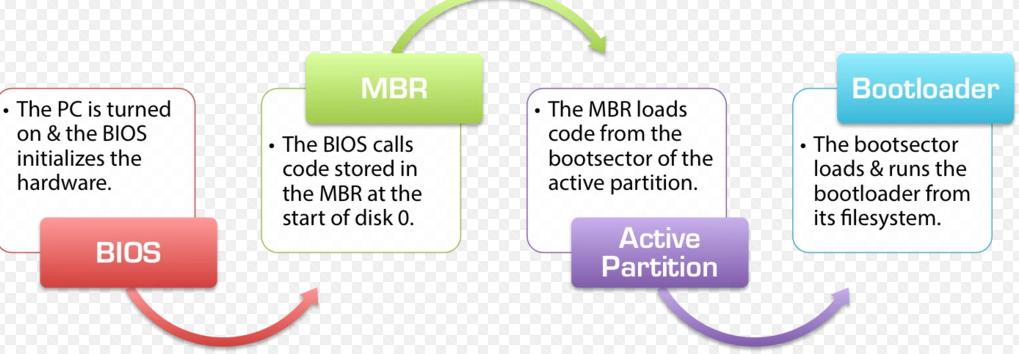 • The PC is turned
on & the BIOS
initializes the
hardware.
BIOS
MBR
• The BIOS calls
code stored in
the MBR at the
start of disk 0.
• The MBR loads
code from the
bootsector of the
active partition.
Active
Partition
Bootloader
• The bootsector
loads & runs the
bootloader from
its filesystem.